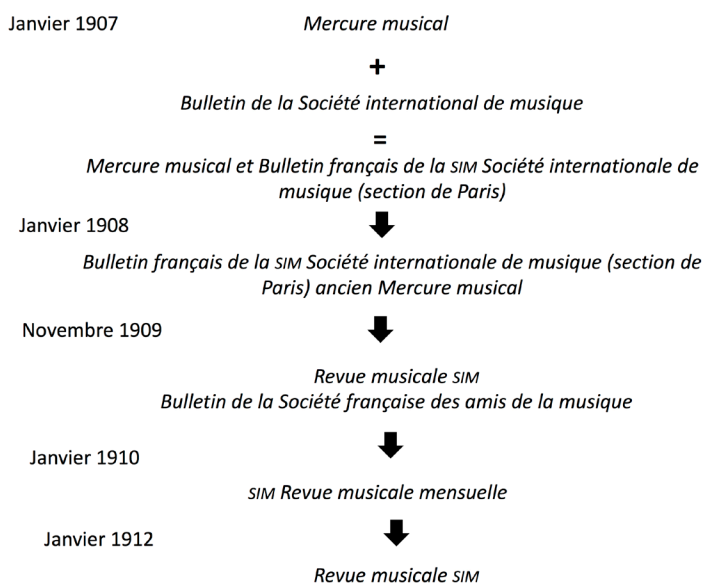 Janvier 1907 Mercure musical
+
Bulletin de la Société international de musique
=
Mercure musical et Bulletin français de la SIM Société internationale de
musique (section de Paris)
Janvier 1908
Bulletin français de la SIM Société internationale de musique (section de
Paris) ancien Mercure musical
Novembre 1909
Revue musicale SIM
Bulletin de la Société française des amis de la musique
Janvier 1910
SIM Revue musicale mensuelle
Janvier 1912
Revue musicale SIM